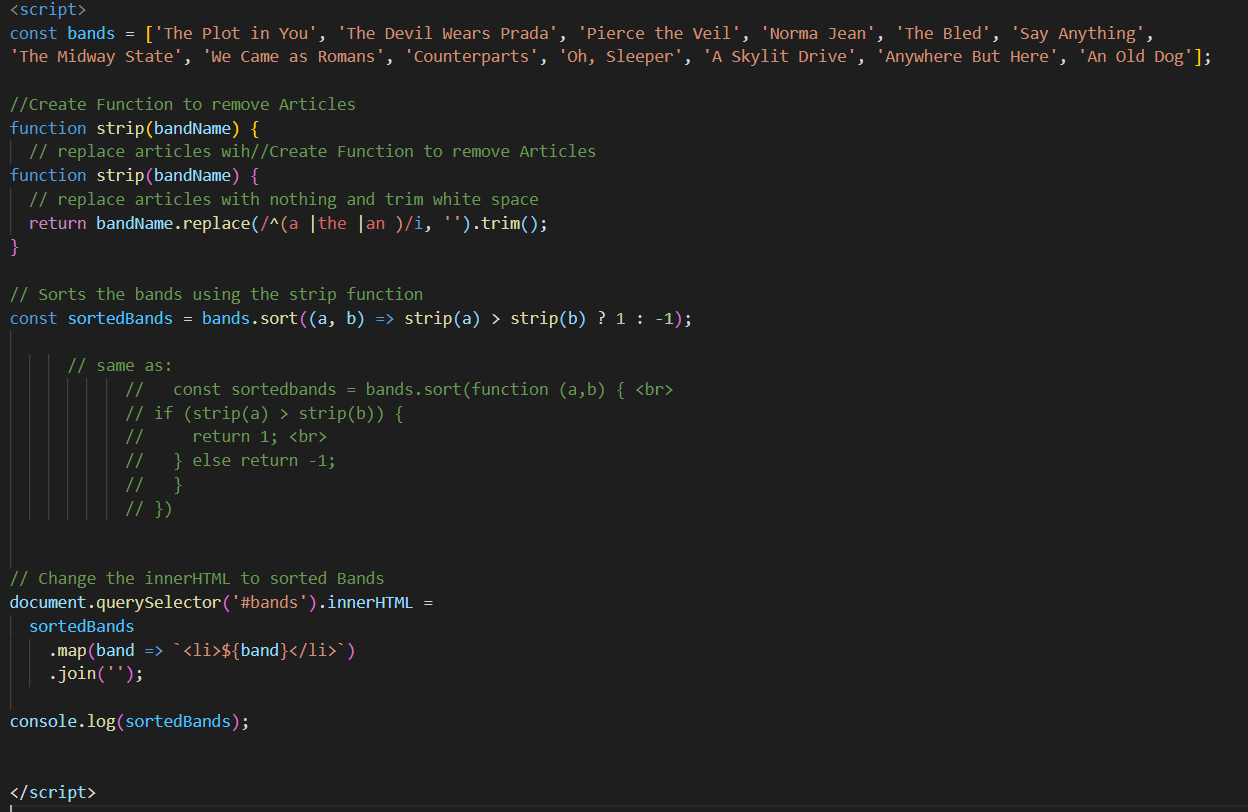 <script>
const bands = ['The Plot in You', 'The Devil Wears Prada', 'Pierce the Veil', 'Norma Jean', 'The Bled', 'Say Anything',
'The Midway State', 'We Came as Romans', 'Counterparts', 'Oh, Sleeper', 'A Skylit Drive', 'Anywhere But Here', 'An Old Dog'];
//Create Function to remove Articles
function strip(bandName) {
// replace articles wih//Create Function to remove Articles
function strip(bandName) {
// replace articles with nothing and trim white space
return bandName.replace(/^(a |the |an )/i, '').trim();
}
// Sorts the bands using the strip function
const sortedBands = bands.sort((a, b) => strip(a) > strip(b) ? 1 : -1);
// same as:
//   const sortedbands = bands.sort(function (a,b) { <br>
// if (strip(a) > strip(b)) {
//     return 1; <br>
//   } else return -1;
//   }
// })
// Change the innerHTML to sorted Bands
document.querySelector('#bands').innerHTML =
sortedBands
.map(band => `<li>${band}</li>`)
.join('');
console.log(sortedBands);
</script>